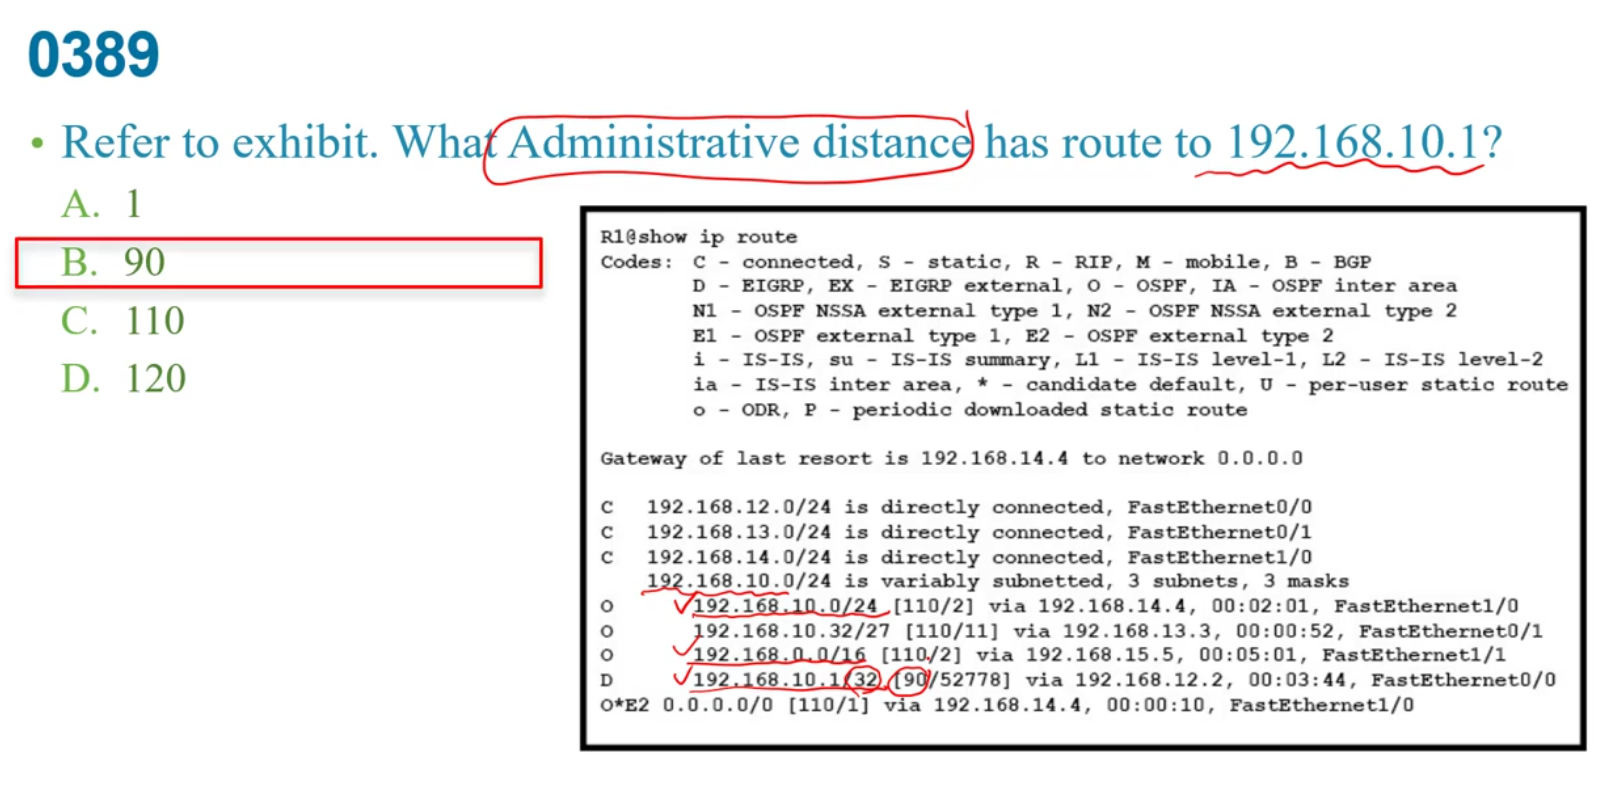 0389
• Refer to exhibit. What Administrative distance has route to 192.168.10.1?
A. 1
B. 90
C. 110
D. 120
R1@show ip route
Codes: C - connected, S - static, R - RIP, M - mobile, B - BGP
D - EIGRP, EX - EIGRP external, O - OSPF, IA - OSPF inter area
N1 - OSPF NSSA external type 1, N2 - OSPF NSSA external type 2
E1 - OSPF external type 1, E2 - OSPF external type 2
i - IS-IS, su - IS-IS summary, L1 - IS-IS level-1, L2 - IS-IS level-2
ia - IS-IS inter area, * - candidate default, U - per-user static route
o - ODR, P - periodic downloaded static route
Gateway of last resort is 192.168.14.4 to network 0.0.0.0
C 192.168.12.0/24 is directly connected, FastEthernet0/0
C 192.168.13.0/24 is directly connected, FastEthernet0/1
C 192.168.14.0/24 is directly connected, FastEthernet1/0
192.168.10.0/24 is variably subnetted, 3 subnets, 3 masks
O 192.168.10.0/24 [110/2] via 192.168.14.4, 00:02:01, FastEthernet1/0
O 192.168.10.32/27 [110/11] via 192.168.13.3, 00:00:52, FastEthernet0/1
O 192.168.0.0/16 [110/2] via 192.168.15.5, 00:05:01, FastEthernet1/1
D 192.168.10.1/32 [90/52778] via 192.168.12.2, 00:03:44, FastEthernet0/0
O*E2 0.0.0.0/0 [110/1] via 192.168.14.4, 00:00:10, FastEthernet1/0